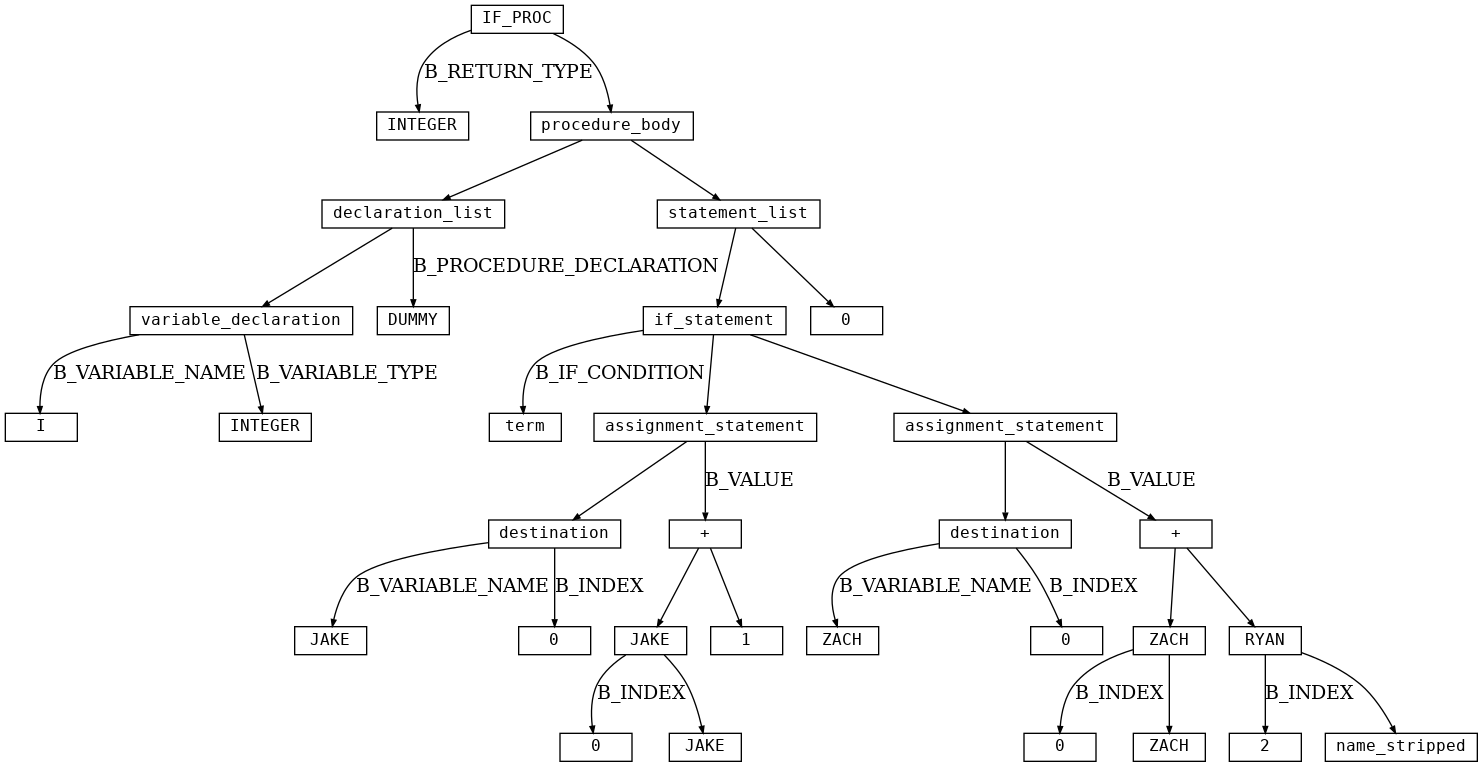 IF_PROC
B_RETURN_TYPE
INTEGER
procedure_body
declaration_list
statement_list
B_PROCEDURE_DECLARATION
variable_declaration
DUMMY
if_statement
0
B_VARIABLE_NAME
B_VARIABLE_TYPE
B_IF_CONDITION
I
INTEGER
term
assignment_statement
assignment_statement
B_VALUE
B_VALUE
destination
+
destination
+
B_VARIABLE_NAME
B_INDEX
B_VARIABLE_NAME
B_INDEX
JAKE
0
JAKE
1
ZACH
0
ZACH
RYAN
B_INDEX
B_INDEX
B_INDEX
0
JAKE
0
ZACH
2
name_stripped